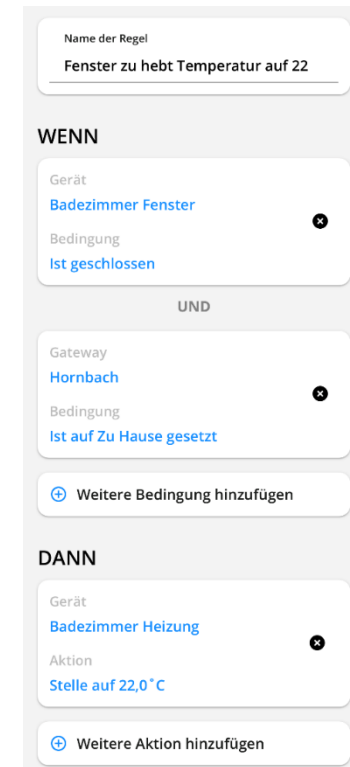 Name der Regel
Fenster zu hebt Temperatur auf 22
WENN
Gerät
Badezimmer Fenster
Bedingung
Ist geschlossen
UND
Gateway
Hornbach
Bedingung
Ist auf Zu Hause gesetzt
Weitere Bedingung hinzufügen
DANN
Gerät
Badezimmer Heizung
Aktion
Stelle auf 22,0˚C
Weitere Aktion hinzufügen